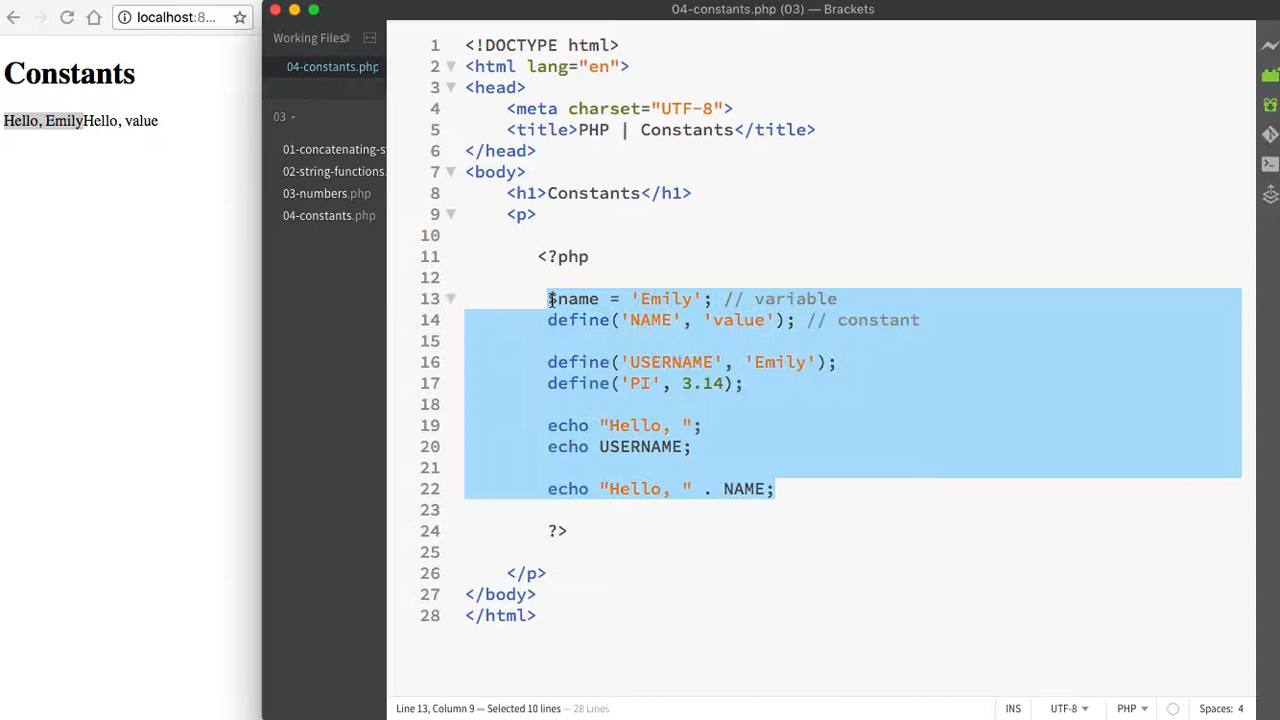 04-constants.php (03) — Brackets
localhost:8...
Working Files
04-constants.php
03
01-concatenating-s
02-string-functions.
03-numbers.php
04-constants.php
Constants
Hello, EmilyHello, value
1 <!DOCTYPE html>
2 <html lang="en">
3 <head>
4 <meta charset="UTF-8">
5 <title>PHP | Constants</title>
6 </head>
7 <body>
8 <h1>Constants</h1>
9 <p>
10
11 <?php
12
13 $name = 'Emily'; // variable
14 define('NAME', 'value'); // constant
15
16 define('USERNAME', 'Emily');
17 define('PI', 3.14);
18
19 echo "Hello, ";
20 echo USERNAME;
21
22 echo "Hello, " . NAME;
23
24 ?>
25
26 </p>
27 </body>
28 </html>
Line 13, Column 9 — Selected 10 lines — 28 Lines
INS UTF-8 PHP Spaces: 4